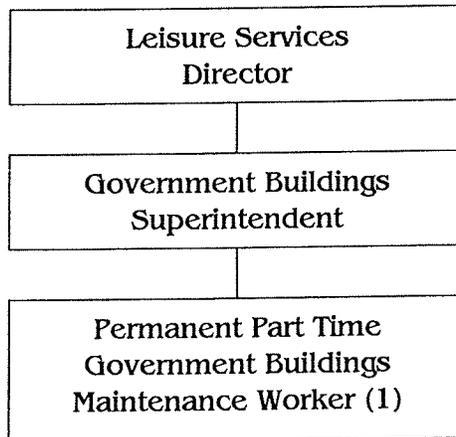 Leisure Services
Director
Government Buildings
Superintendent
Permanent Part Time
Government Buildings
Maintenance Worker (1)